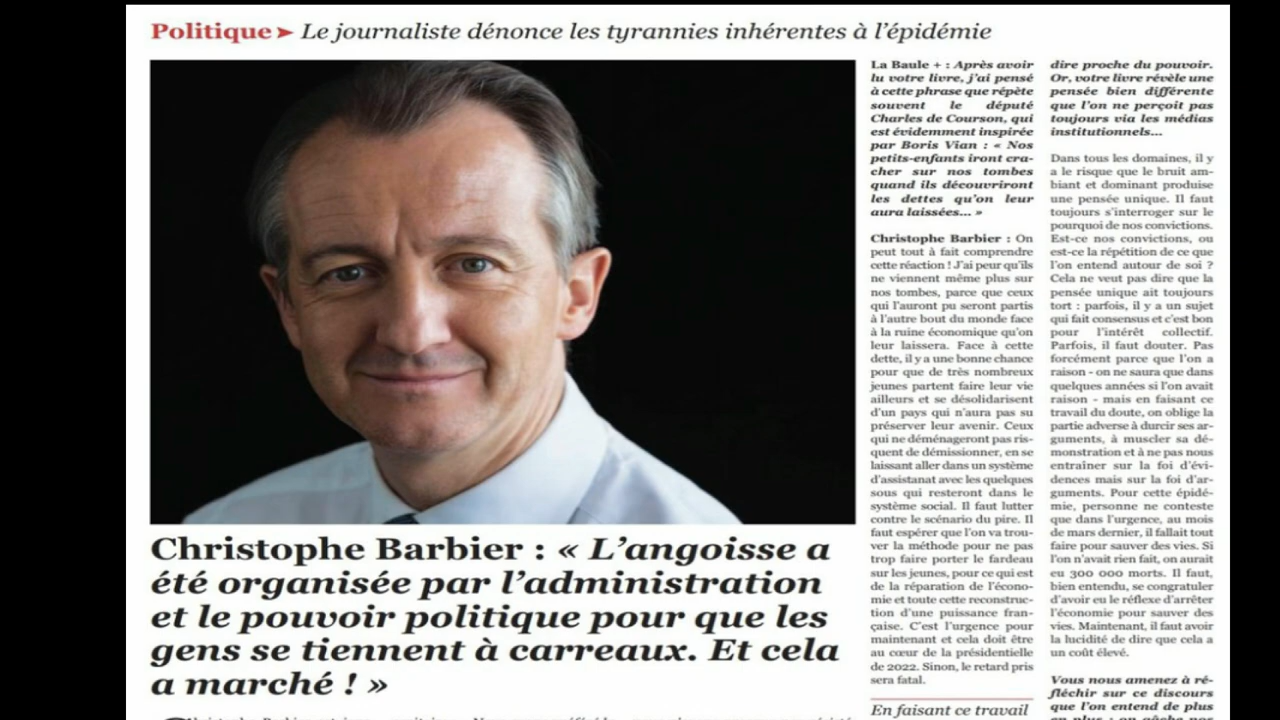 Politique ➤ Le journaliste dénonce les tyrannies inhérentes à l'épidémie
Christophe Barbier : « L'angoisse a
été organisée par l'administration
et le pouvoir politique pour que les
gens se tiennent à carreaux. Et cela
a marché ! »
La Baule + : Après avoir
lu votre livre, j'ai pensé
à cette phrase que répète
souvent le député
Charles de Courson, qui
est évidemment inspirée
par Boris Vian : « Nos
petits-enfants iront cra-
cher sur nos tombes
quand ils découvriront
les dettes qu'on leur
aura laissées... »
Christophe Barbier : On
peut tout à fait comprendre
cette réaction ! J'ai peur qu'ils
ne viennent même plus sur
nos tombes, parce que ceux
qui l'auront pu seront partis
à l'autre bout du monde face
à la ruine économique qu'on
leur laissera. Face à cette
dette, il y a une bonne chance
pour que de très nombreux
jeunes partent faire leur vie
ailleurs et se désolidarisent
d'un pays qui n'aura pas su
préserver leur avenir. Ceux
qui ne déménageront pas ris-
quent de démissionner, en se
laissant aller dans un système
d'assistanat avec les quelques
sous qui resteront dans le
système social. Il faut lutter
contre le scénario du pire. Il
faut espérer que l'on va trou-
ver la méthode pour ne pas
trop faire porter le fardeau
sur les jeunes, pour ce qui est
de la réparation de l'écono-
mie et toute cette reconstruc-
tion d'une puissance fran-
çaise. C'est l'urgence pour
maintenant et cela doit être
au cœur de la présidentielle
de 2022. Sinon, le retard pris
sera fatal.
En faisant ce travail
dire proche du pouvoir.
Or, votre livre révèle une
pensée bien différente
que l'on ne perçoit pas
toujours via les médias
institutionnels...
Dans tous les domaines, il y
a le risque que le bruit am-
biant et dominant produise
une pensée unique. Il faut
toujours s'interroger sur le
pourquoi de nos convictions.
Est-ce nos convictions, ou
est-ce la répétition de ce que
l'on entend autour de soi ?
Cela ne veut pas dire que la
pensée unique ait toujours
tort : parfois, il y a un sujet
qui fait consensus et c'est bon
pour l'intérêt collectif.
Parfois, il faut douter. Pas
forcément parce que l'on a
raison - on ne saura que dans
quelques années si l'on avait
raison - mais en faisant ce
travail du doute, on oblige la
partie adverse à durcir ses ar-
guments, à muscler sa dé-
monstration et à ne pas nous
entraîner sur la foi d'évi-
dences mais sur la foi d'ar-
guments. Pour cette épidé-
mie, personne ne conteste
que dans l'urgence, au mois
de mars dernier, il fallait tout
faire pour sauver des vies. Si
l'on n'avait rien fait, on aurait
eu 300 000 morts. Il faut,
bien entendu, se congratuler
d'avoir eu le réflexe d'arrêter
l'économie pour sauver des
vies. Maintenant, il faut avoir
la lucidité de dire que cela a
un coût élevé.
Vous nous amenez à ré-
fléchir sur ce discours
que l'on entend de plus